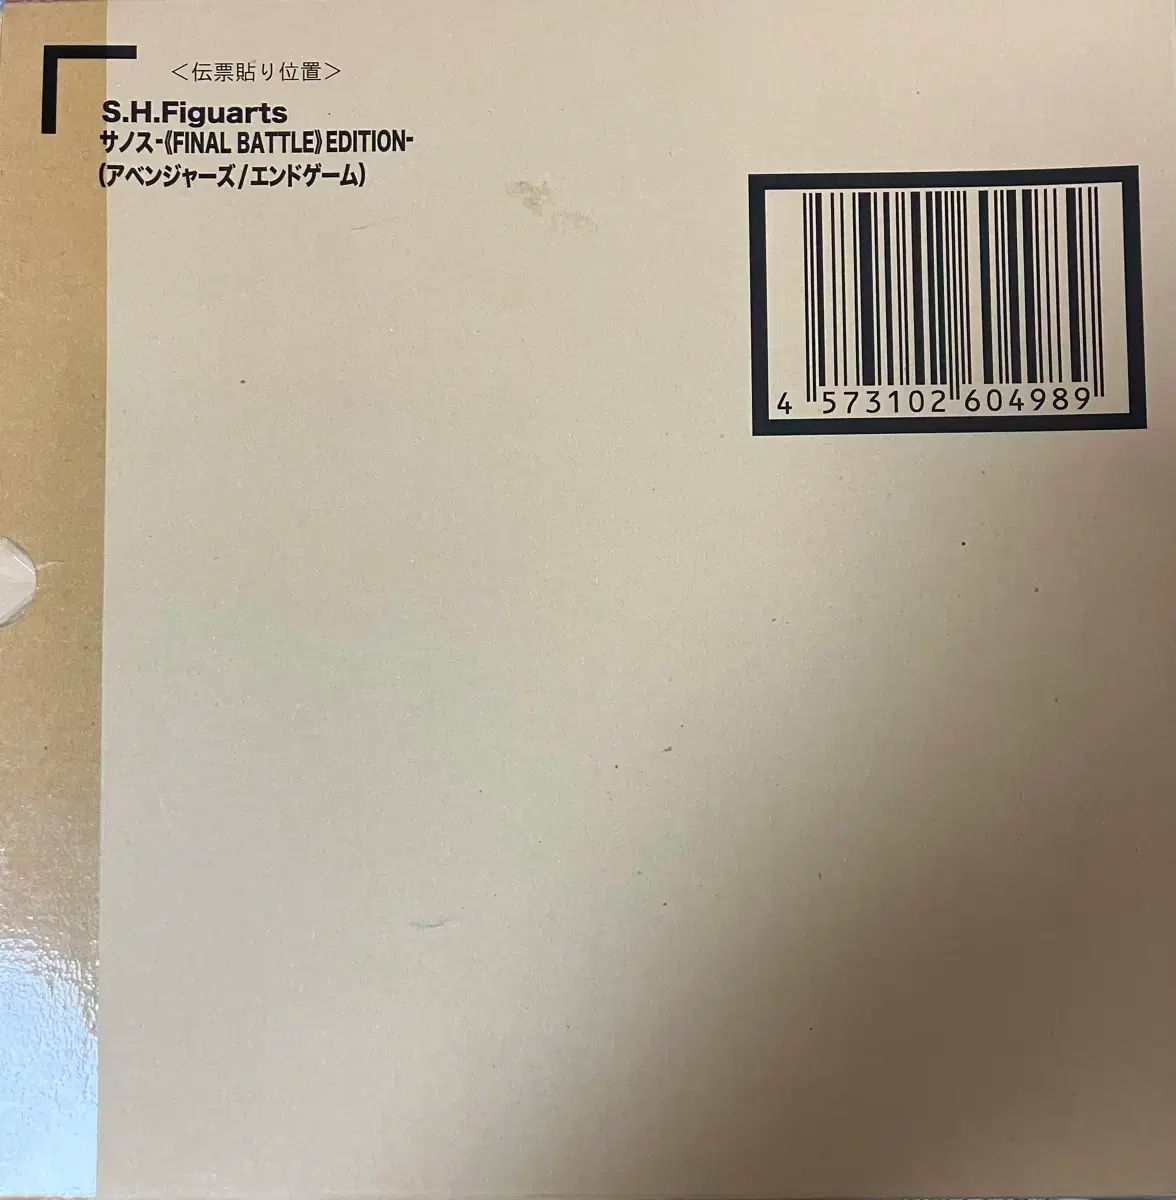 ＜伝票貼り位置＞
S.H.Figuarts
サノス-《FINAL BATTLE》EDITION-
(アベンジャーズ/エンドゲーム)
4 573102 604989